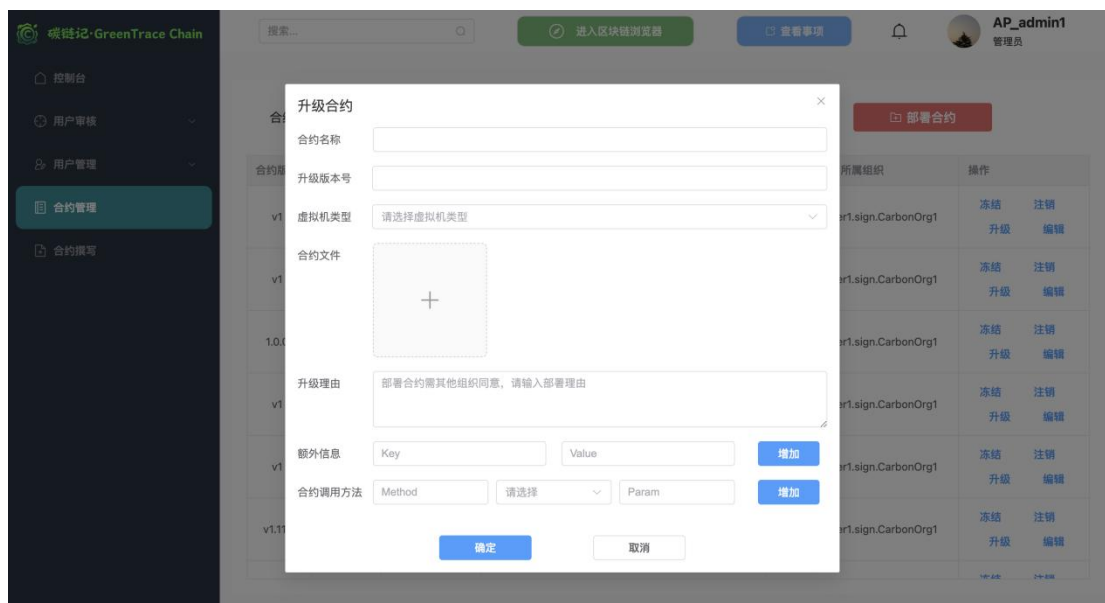 碳链记·GreenTrace Chain
搜索...
进入区块链浏览器
查看事项
AP_admin1
管理员
控制台
用户审核
用户管理
合约管理
合约撰写
部署合约
所属组织
操作
升级合约
合约名称
升级版本号
虚拟机类型
请选择虚拟机类型
合约文件
升级理由
部署合约需其他组织同意，请输入部署理由
额外信息
Key
Value
增加
合约调用方法
Method
请选择
Param
增加
确定
取消
v1
er1.sign.CarbonOrg1
冻结 注销
升级 编辑
v1
er1.sign.CarbonOrg1
冻结 注销
升级 编辑
1.0.0
er1.sign.CarbonOrg1
冻结 注销
升级 编辑
v1
er1.sign.CarbonOrg1
冻结 注销
升级 编辑
v1
er1.sign.CarbonOrg1
冻结 注销
升级 编辑
v1.11
er1.sign.CarbonOrg1
冻结 注销
升级 编辑